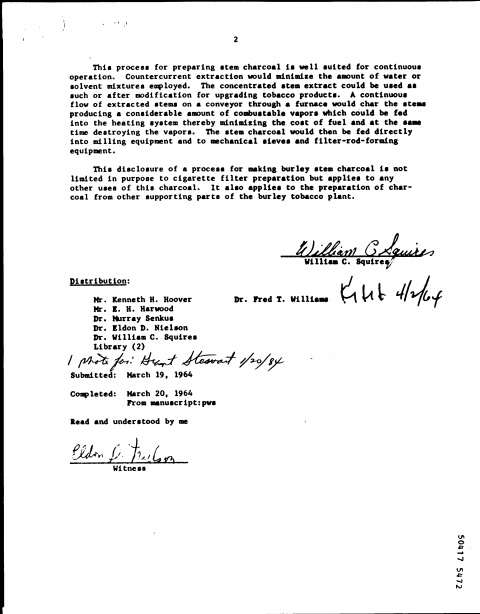 2
This process for preparing stem charcoal is well suited for continuous
operation. Countercurrent extraction would minimize the amount of water or
solvent mixtures employed. The concentrated stem extract could be used as
such or after modification for upgrading tobacco products. A continuous
flow of extracted stems on a conveyor through a furnace would char the stems
producing a considerable amount of combustable vapors which could be fed
into the heating system thereby minimizing the cost of fuel and at the same
time destroying the vapors. The stem charcoal would then be fed directly
into milling equipment and to mechanical sieves and filter-rod-forming
equipment.
This disclosure of a process for making burley stem charcoal is not
limited in purpose to cigarette filter preparation but applies to any
other uses of this charcoal. It also applies to the preparation of char-
coal from other supporting parts of the burley tobacco plant.
William C Squires
William C. Squires
Distribution:
Mr. Kenneth H. Hoover Dr. Fred T. Williams 4/2/64
Mr. E. H. Harwood
Dr. Murray Senkus
Dr. Eldon D. Nielson
Dr. William C. Squires
Library (2)
1 photo for: Stewart 1/20/84
Submitted: March 19, 1964
Completed: March 20, 1964
From manuscript:pws
Read and understood by me
Eldon D. Nielson
Witness
50417 5472